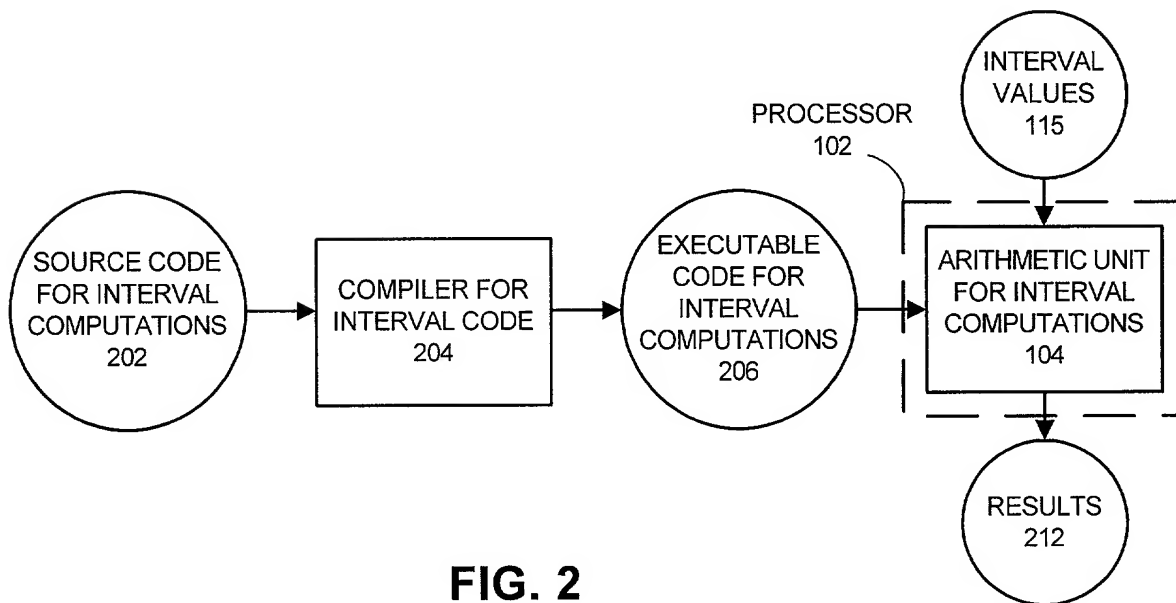 INTERVAL
VALUES
115
PROCESSOR
102
SOURCE CODE
FOR INTERVAL
COMPUTATIONS
202
COMPILER FOR
INTERVAL CODE
204
EXECUTABLE
CODE FOR
INTERVAL
COMPUTATIONS
206
ARITHMETIC UNIT
FOR INTERVAL
COMPUTATIONS
104
RESULTS
212
FIG. 2